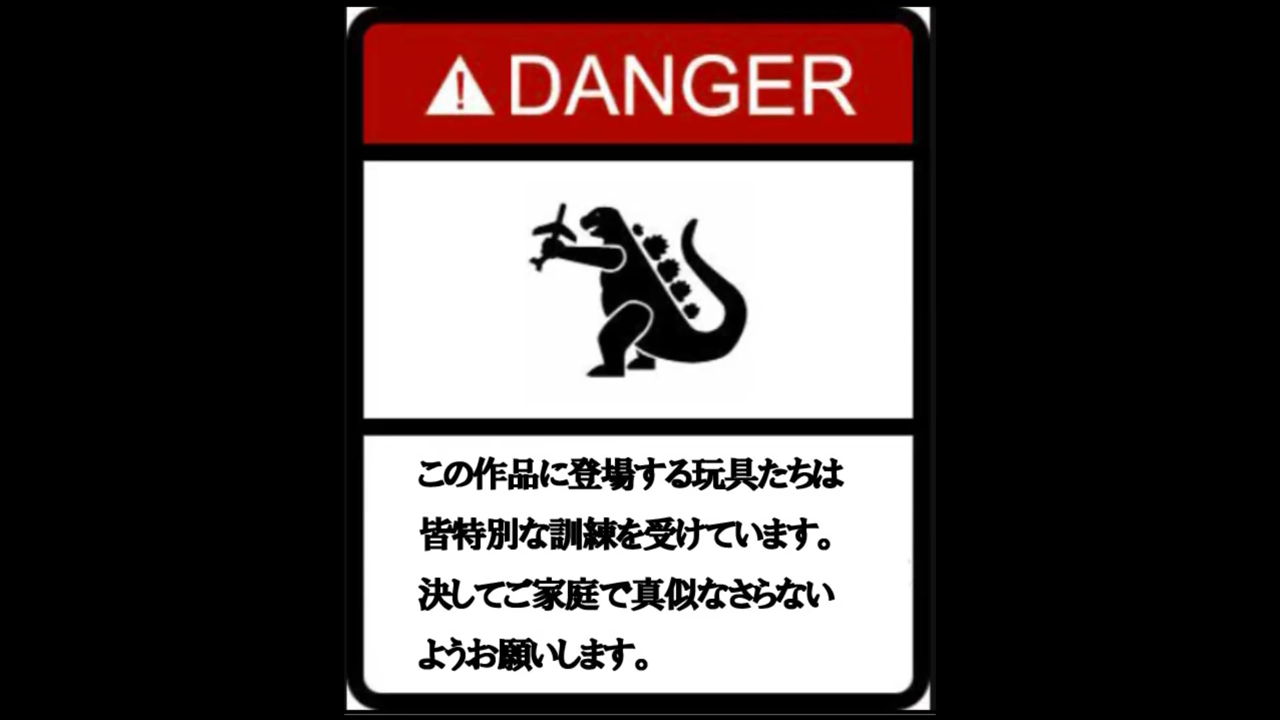 DANGER
この作品に登場する玩具たちは
皆特別な訓練を受けています。
決してご家庭で真似なさらない
ようお願いします。